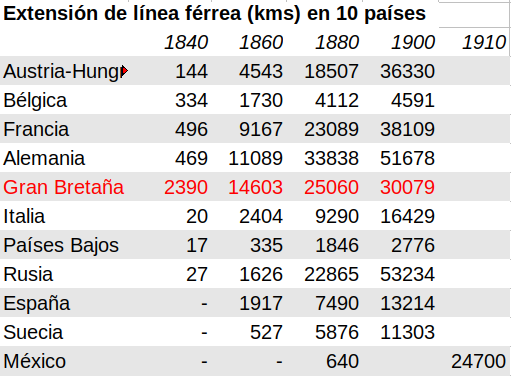 Extensión de línea férrea (kms) en 10 países
1840 1860 1880 1900 1910
Austria-Hung 144 4543 18507 36330
Bélgica 334 1730 4112 4591
Francia 496 9167 23089 38109
Alemania 469 11089 33838 51678
Gran Bretaña 2390 14603 25060 30079
Italia 20 2404 9290 16429
Países Bajos 17 335 1846 2776
Rusia 27 1626 22865 53234
España - 1917 7490 13214
Suecia - 527 5876 11303
México - - 640 24700